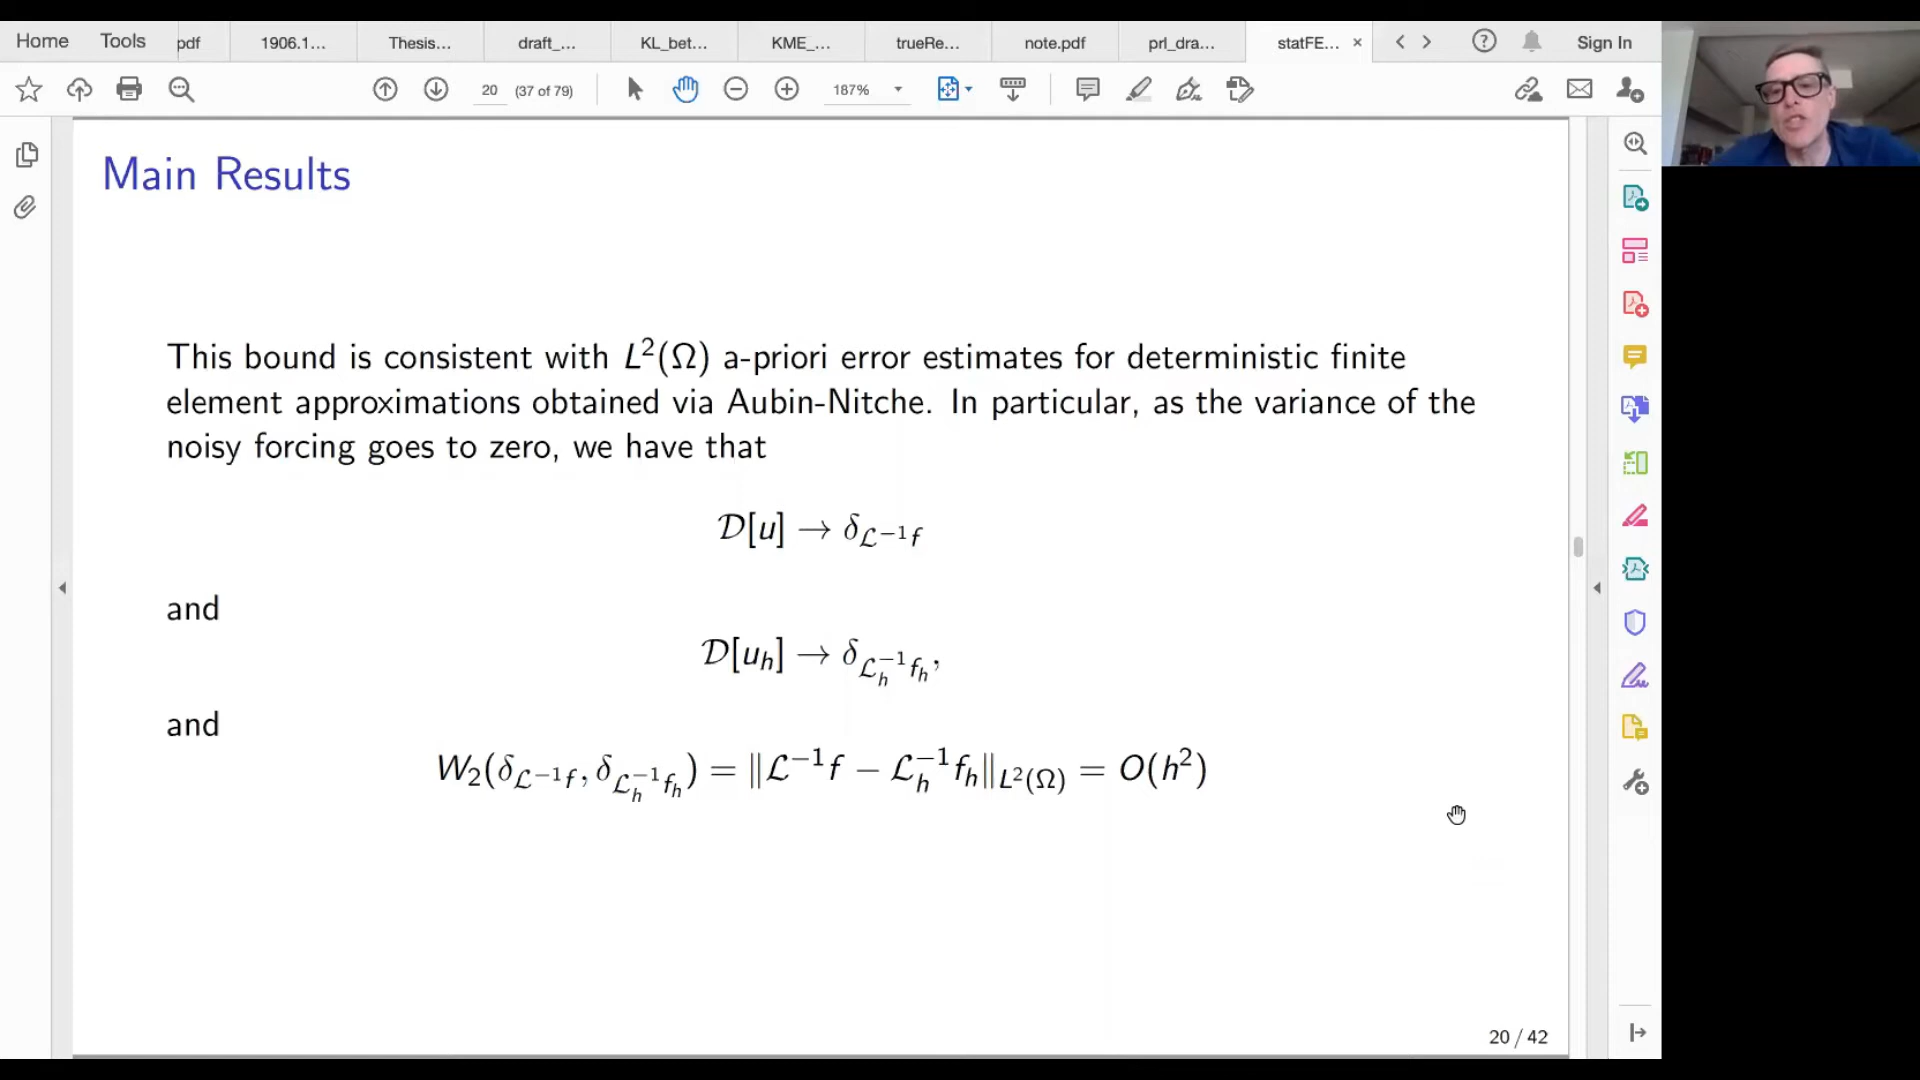 Home Tools pdf 1906.1... Thesis... draft_... KL_bet... KME_... trueRe... note.pdf prl_dra... statFE... × Sign In
20 (37 of 79) 187%
Main Results
This bound is consistent with L²(Ω) a-priori error estimates for deterministic finite
element approximations obtained via Aubin-Nitche. In particular, as the variance of the
noisy forcing goes to zero, we have that
𝒟[u] → δ_{ℒ⁻¹f}
and
𝒟[u_h] → δ_{ℒ_h⁻¹f_h},
and
W₂(δ_{ℒ⁻¹f}, δ_{ℒ_h⁻¹f_h}) = ‖ℒ⁻¹f − ℒ_h⁻¹f_h‖_{L²(Ω)} = O(h²)
20 / 42